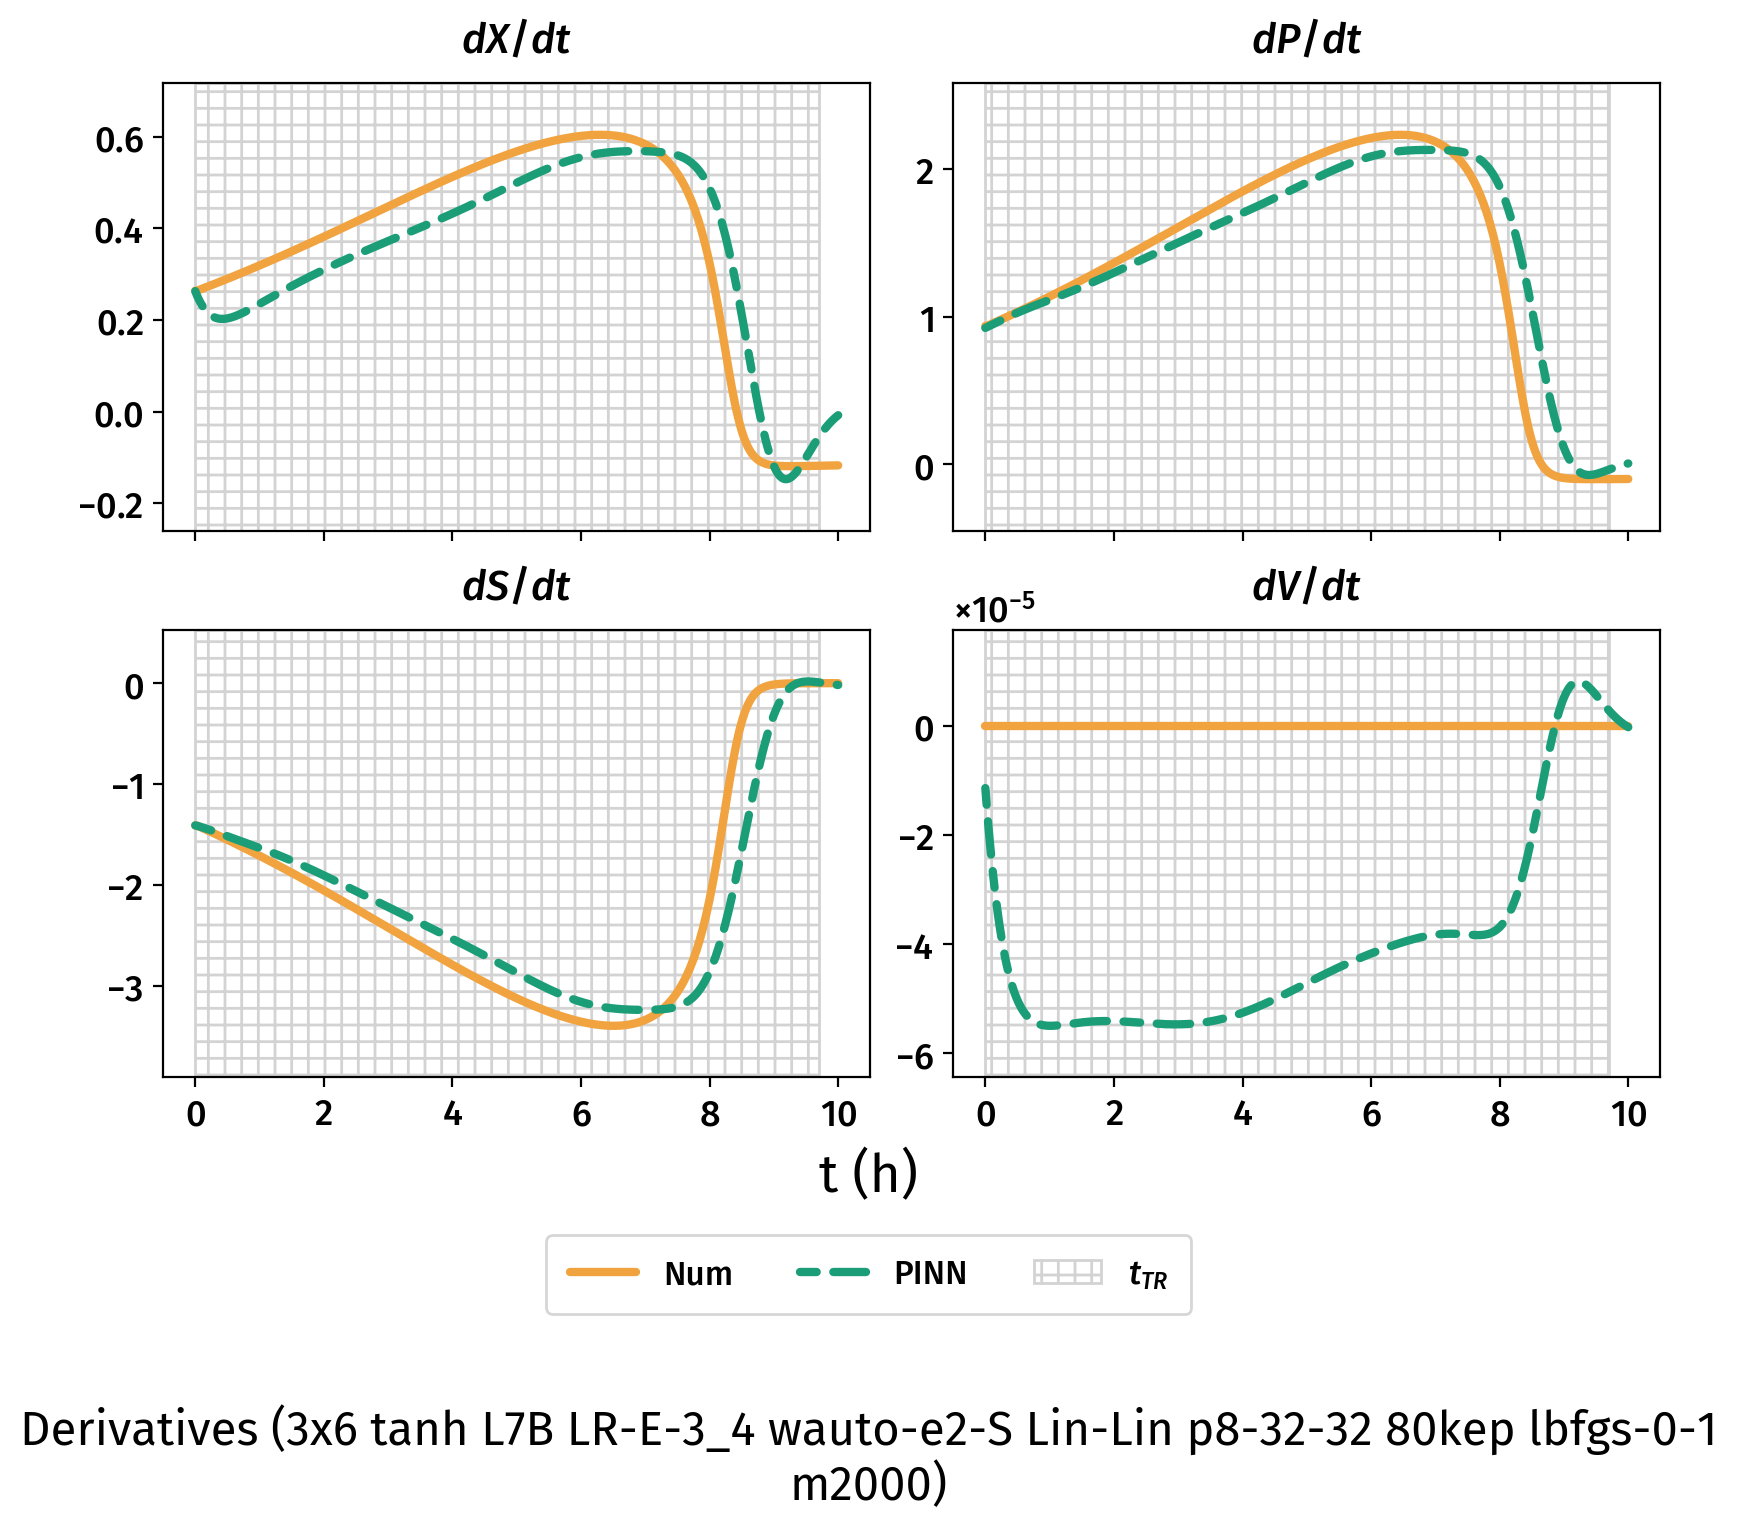 dX/dt
dP/dt
0.6
0.4
0.2
0.0
−0.2
2
1
0
dS/dt
dV/dt
×10⁻⁵
0
−1
−2
−3
0
−2
−4
−6
0 2 4 6 8 10
0 2 4 6 8 10
t (h)
Num PINN t_TR
Derivatives (3x6 tanh L7B LR-E-3_4 wauto-e2-S Lin-Lin p8-32-32 80kep lbfgs-0-1
m2000)